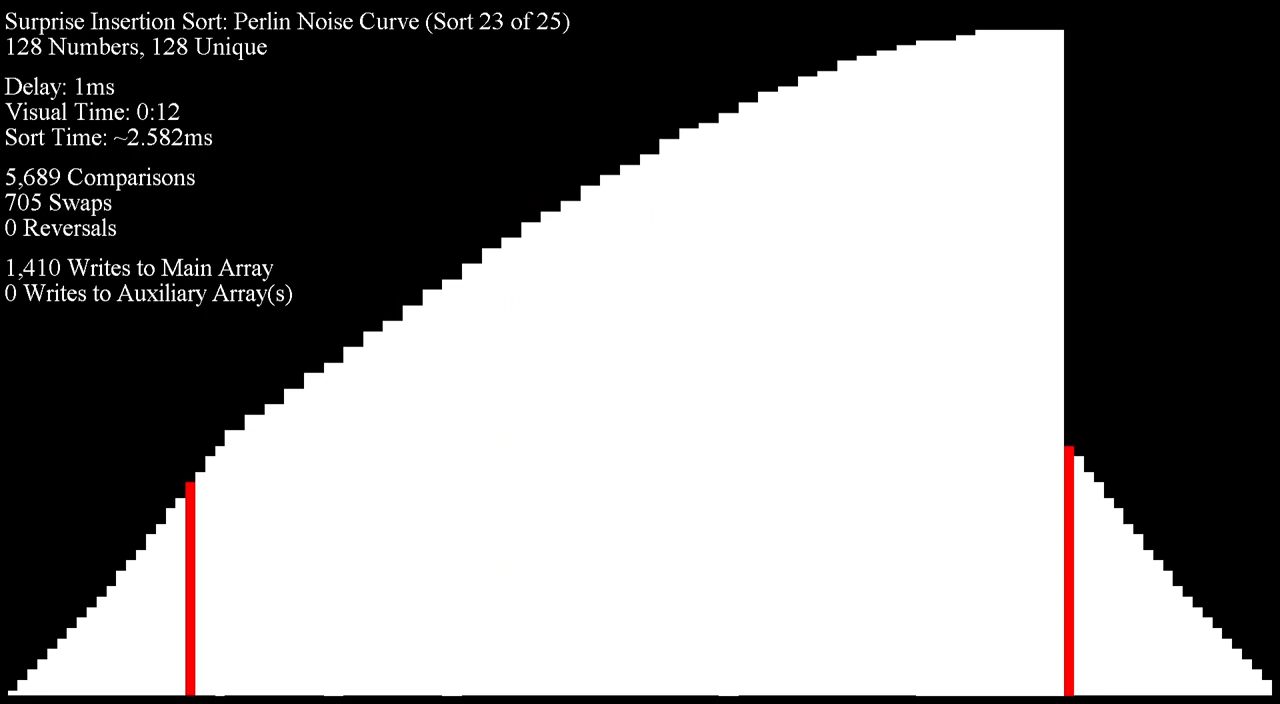 Surprise Insertion Sort: Perlin Noise Curve (Sort 23 of 25)
128 Numbers, 128 Unique
Delay: 1ms
Visual Time: 0:12
Sort Time: ~2.582ms
5,689 Comparisons
705 Swaps
0 Reversals
1,410 Writes to Main Array
0 Writes to Auxiliary Array(s)